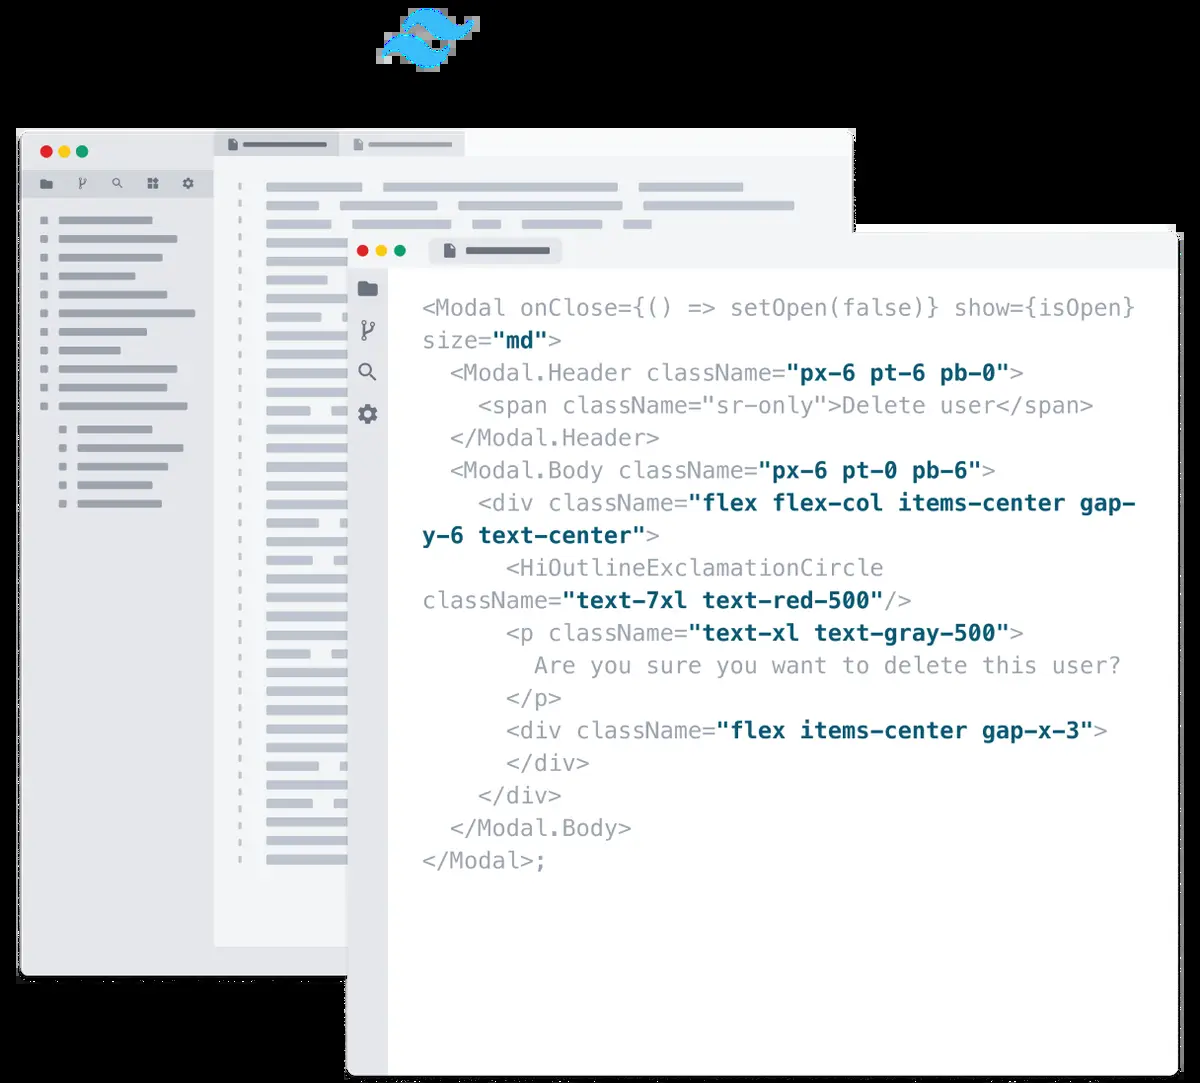 <Modal onClose={() => setOpen(false)} show={isOpen}
size="md">
<Modal.Header className="px-6 pt-6 pb-0">
<span className="sr-only">Delete user</span>
</Modal.Header>
<Modal.Body className="px-6 pt-0 pb-6">
<div className="flex flex-col items-center gap-
y-6 text-center">
<HiOutlineExclamationCircle
className="text-7xl text-red-500"/>
<p className="text-xl text-gray-500">
Are you sure you want to delete this user?
</p>
<div className="flex items-center gap-x-3">
</div>
</div>
</Modal.Body>
</Modal>;